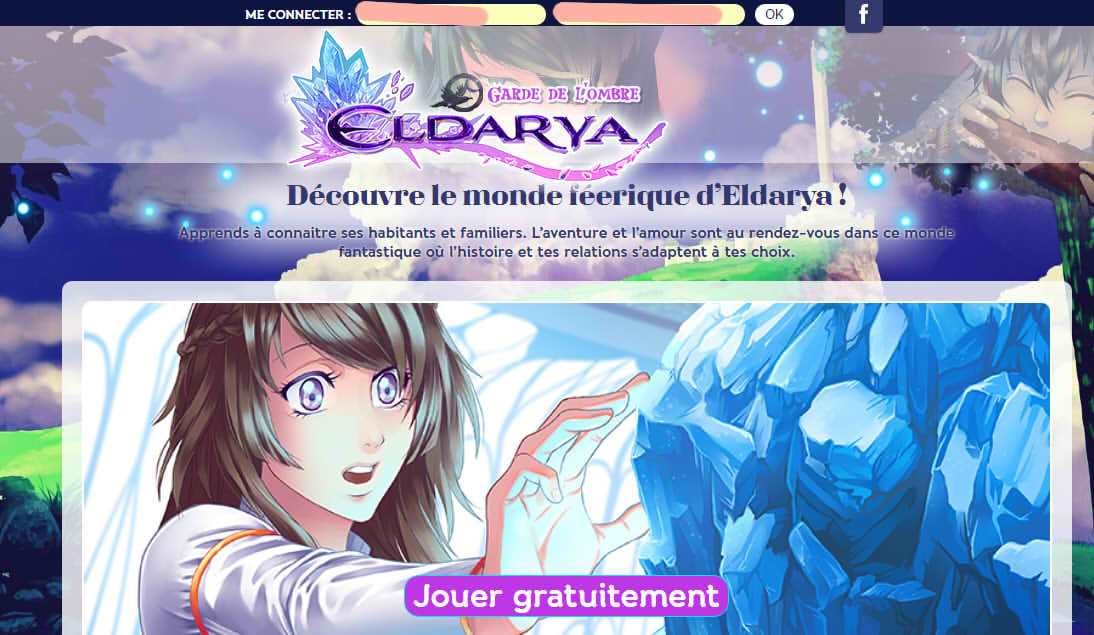 ME CONNECTER :
OK
f
GARDE DE L'OMBRE
ELDARYA
Découvre le monde féerique d'Eldarya !
Apprends à connaitre ses habitants et familiers. L'aventure et l'amour sont au rendez-vous dans ce monde
fantastique où l'histoire et tes relations s'adaptent à tes choix.
Jouer gratuitement